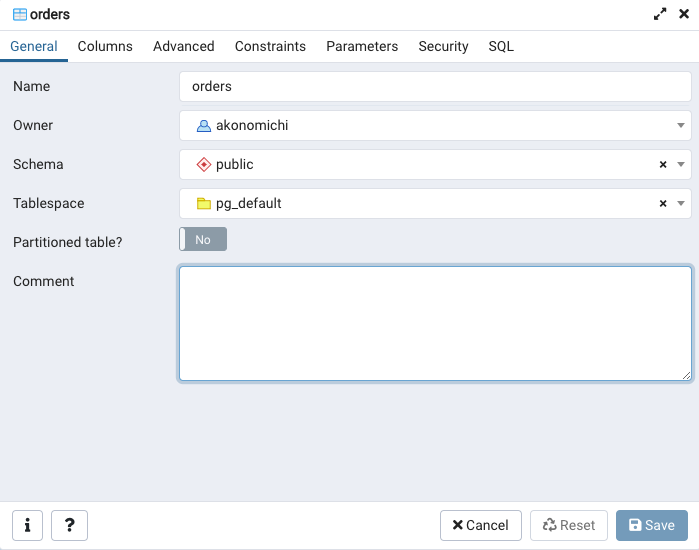 orders
General Columns Advanced Constraints Parameters Security SQL
Name orders
Owner akonomichi
Schema public
Tablespace pg_default
Partitioned table? No
Comment
i ? Cancel Reset Save